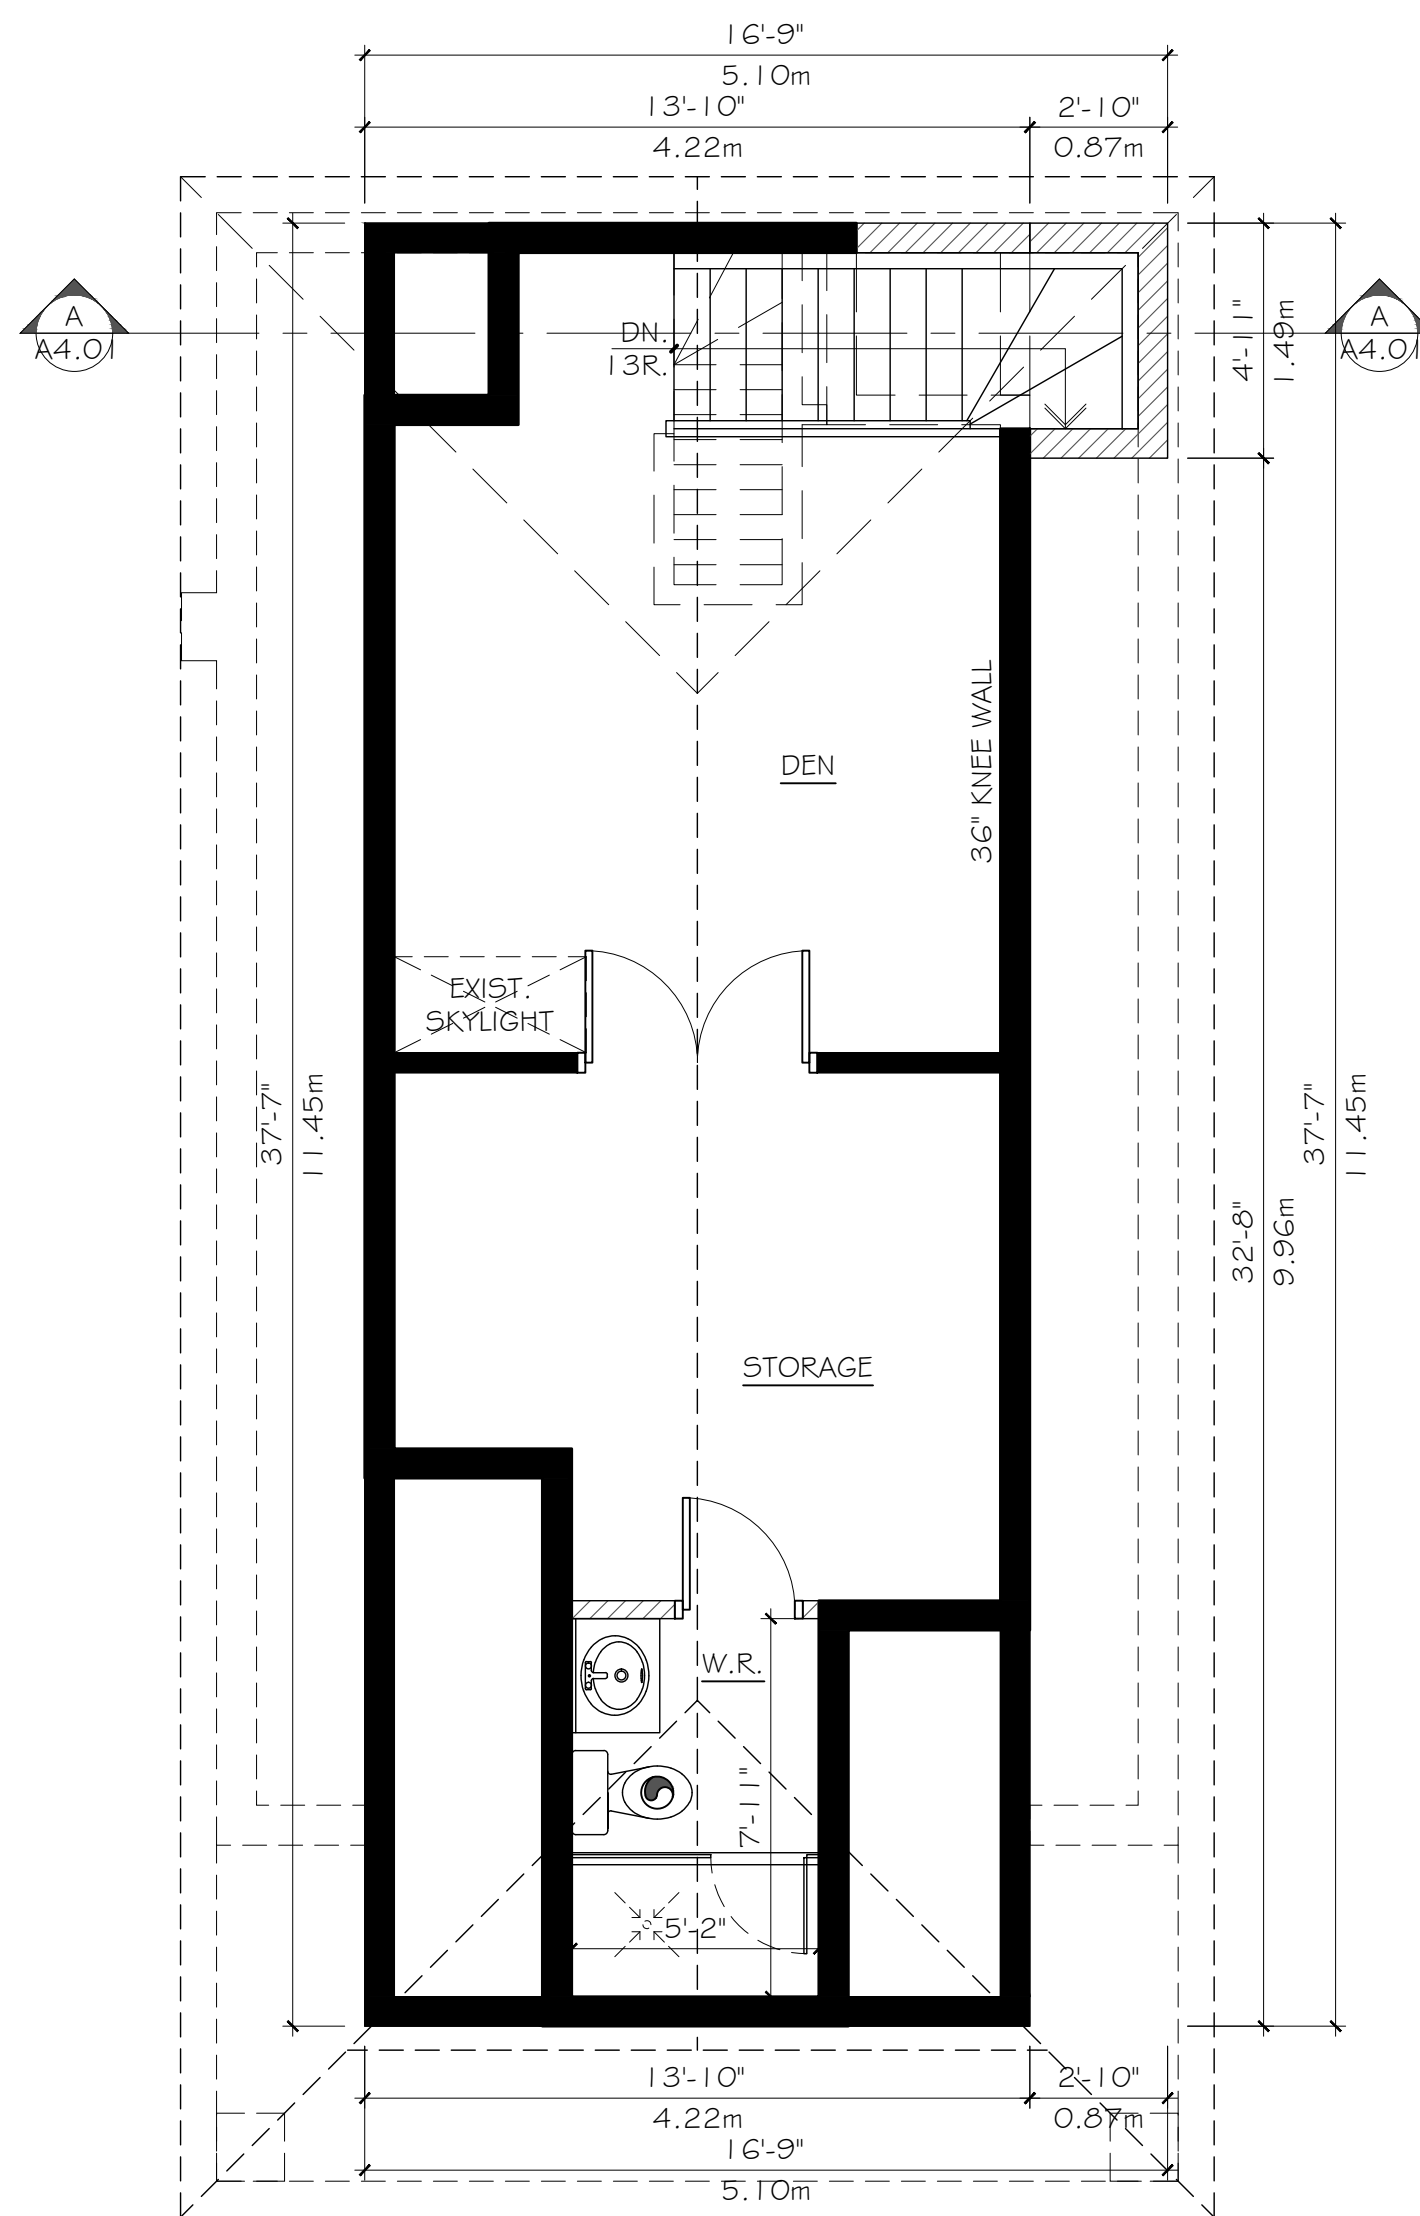 16'-9"
5.10m
13'-10"
2'-10"
4.22m
0.87m
A
A4.01
A
A4.01
DN.
13R.
4'-11"
1.49m
36" KNEE WALL
DEN
EXIST.
SKYLIGHT
37'-7"
11.45m
37'-7"
11.45m
32'-8"
9.96m
STORAGE
W.R.
7'-11"
5'-2"
13'-10"
2'-10"
4.22m
0.87m
16'-9"
5.10m